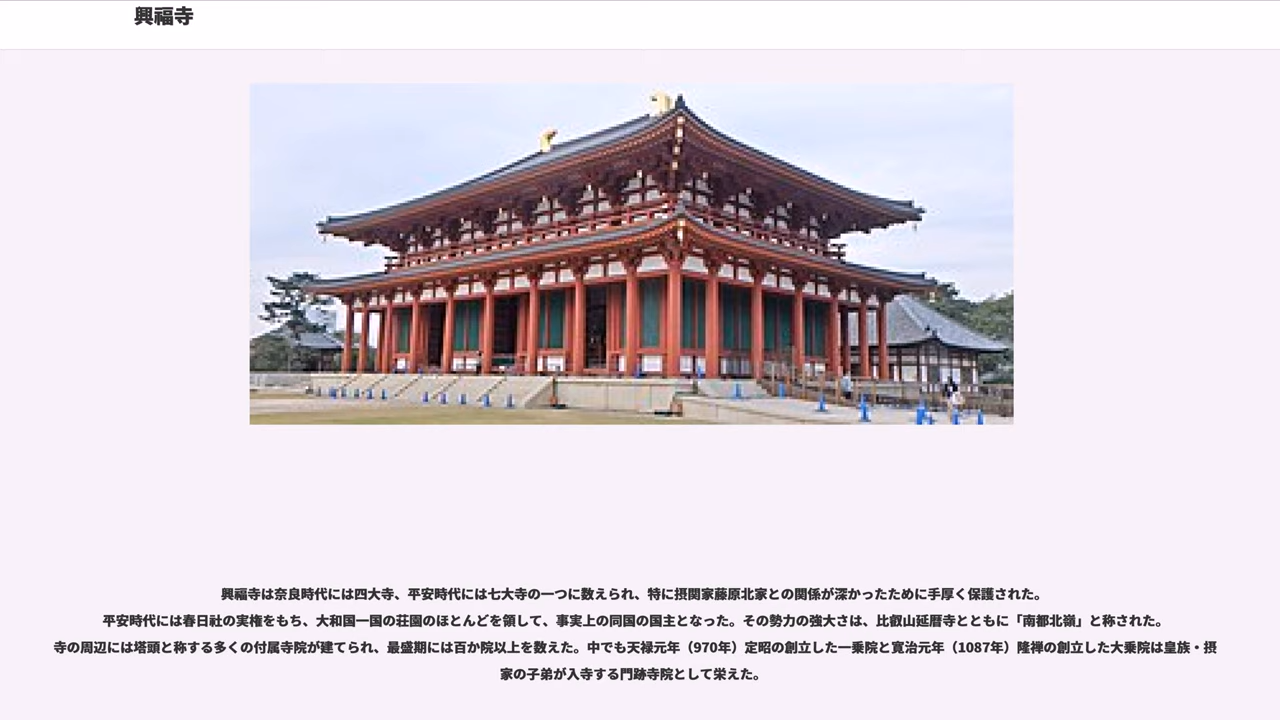 興福寺
興福寺は奈良時代には四大寺、平安時代には七大寺の一つに数えられ、特に摂関家藤原北家との関係が深かったために手厚く保護された。
平安時代には春日社の実権をもち、大和国一国の荘園のほとんどを領して、事実上の同国の国主となった。その勢力の強大さは、比叡山延暦寺とともに「南都北嶺」と称された。
寺の周辺には塔頭と称する多くの付属寺院が建てられ、最盛期には百か院以上を数えた。中でも天禄元年（970年）定昭の創立した一乗院と寛治元年（1087年）隆禅の創立した大乗院は皇族・摂
家の子弟が入寺する門跡寺院として栄えた。